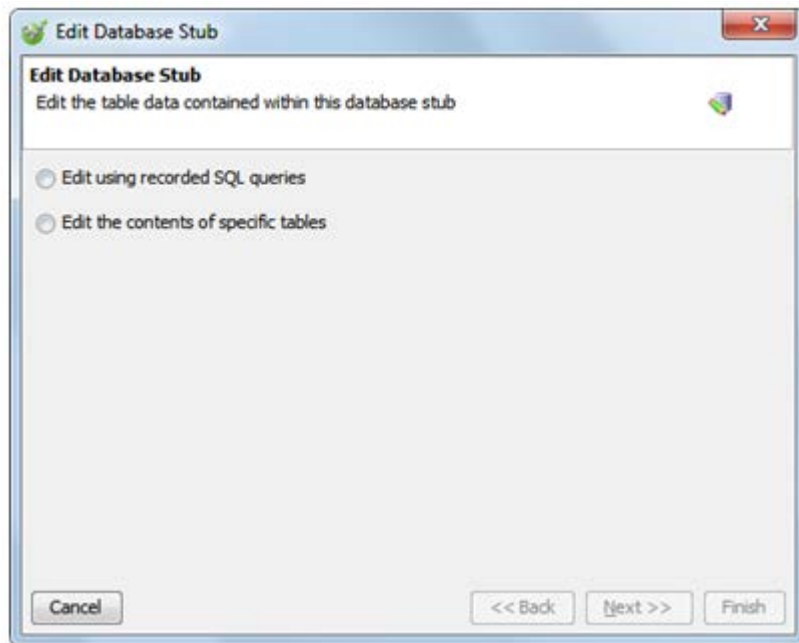 Edit Database Stub
Edit Database Stub
Edit the table data contained within this database stub
Edit using recorded SQL queries
Edit the contents of specific tables
Cancel
<< Back
Next >>
Finish